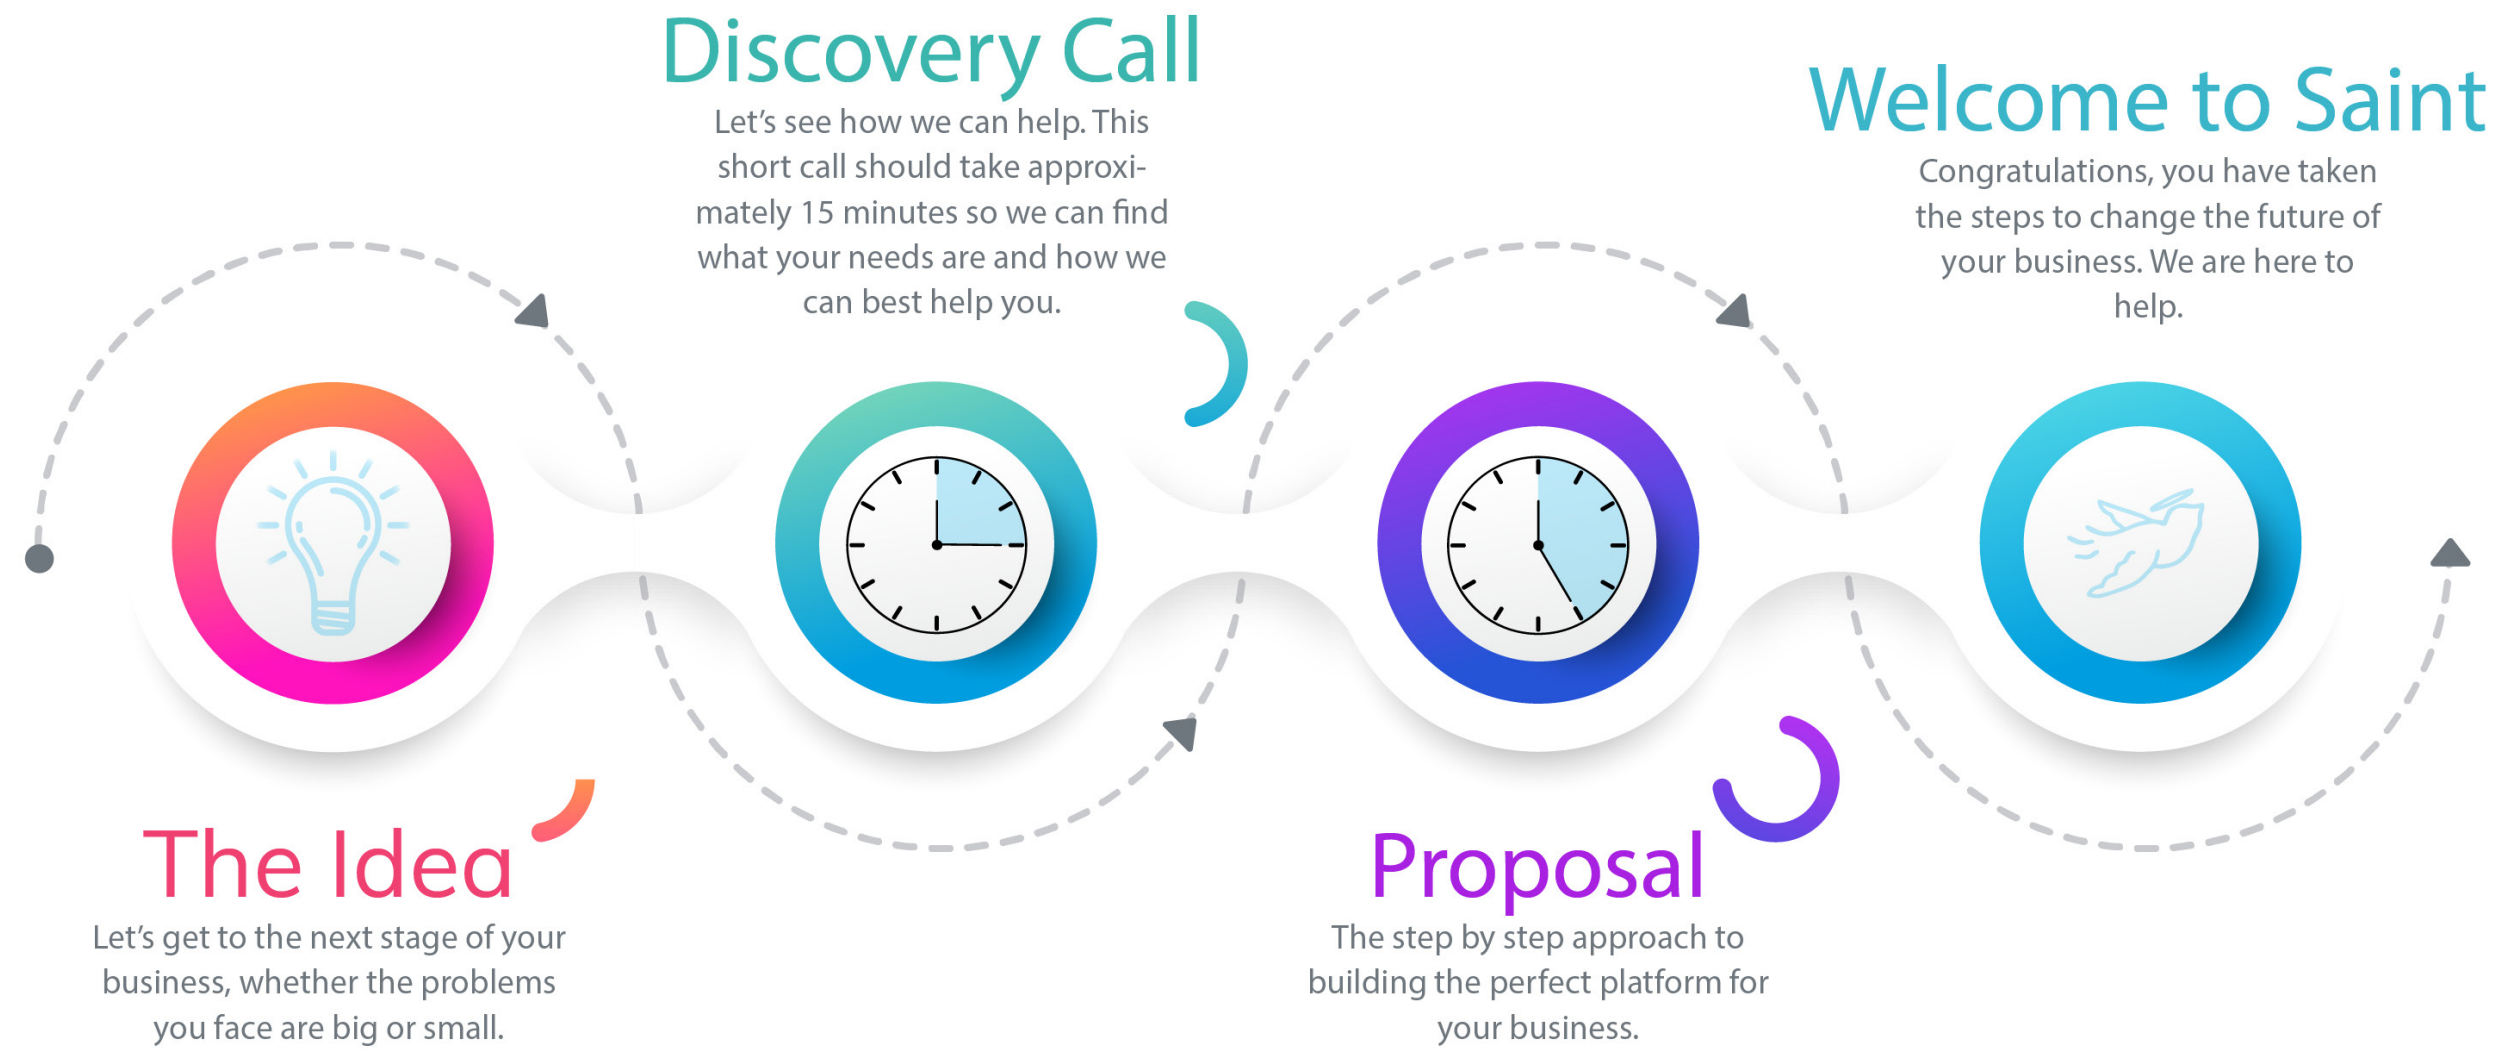 The Idea
Let’s get to the next stage of your
business, whether the problems
you face are big or small.
Discovery Call
Let’s see how we can help. This
short call should take approxi-
mately 15 minutes so we can find
what your needs are and how we
can best help you.
Proposal
The step by step approach to
building the perfect platform for
your business.
Welcome to Saint
Congratulations, you have taken
the steps to change the future of
your business. We are here to
help.